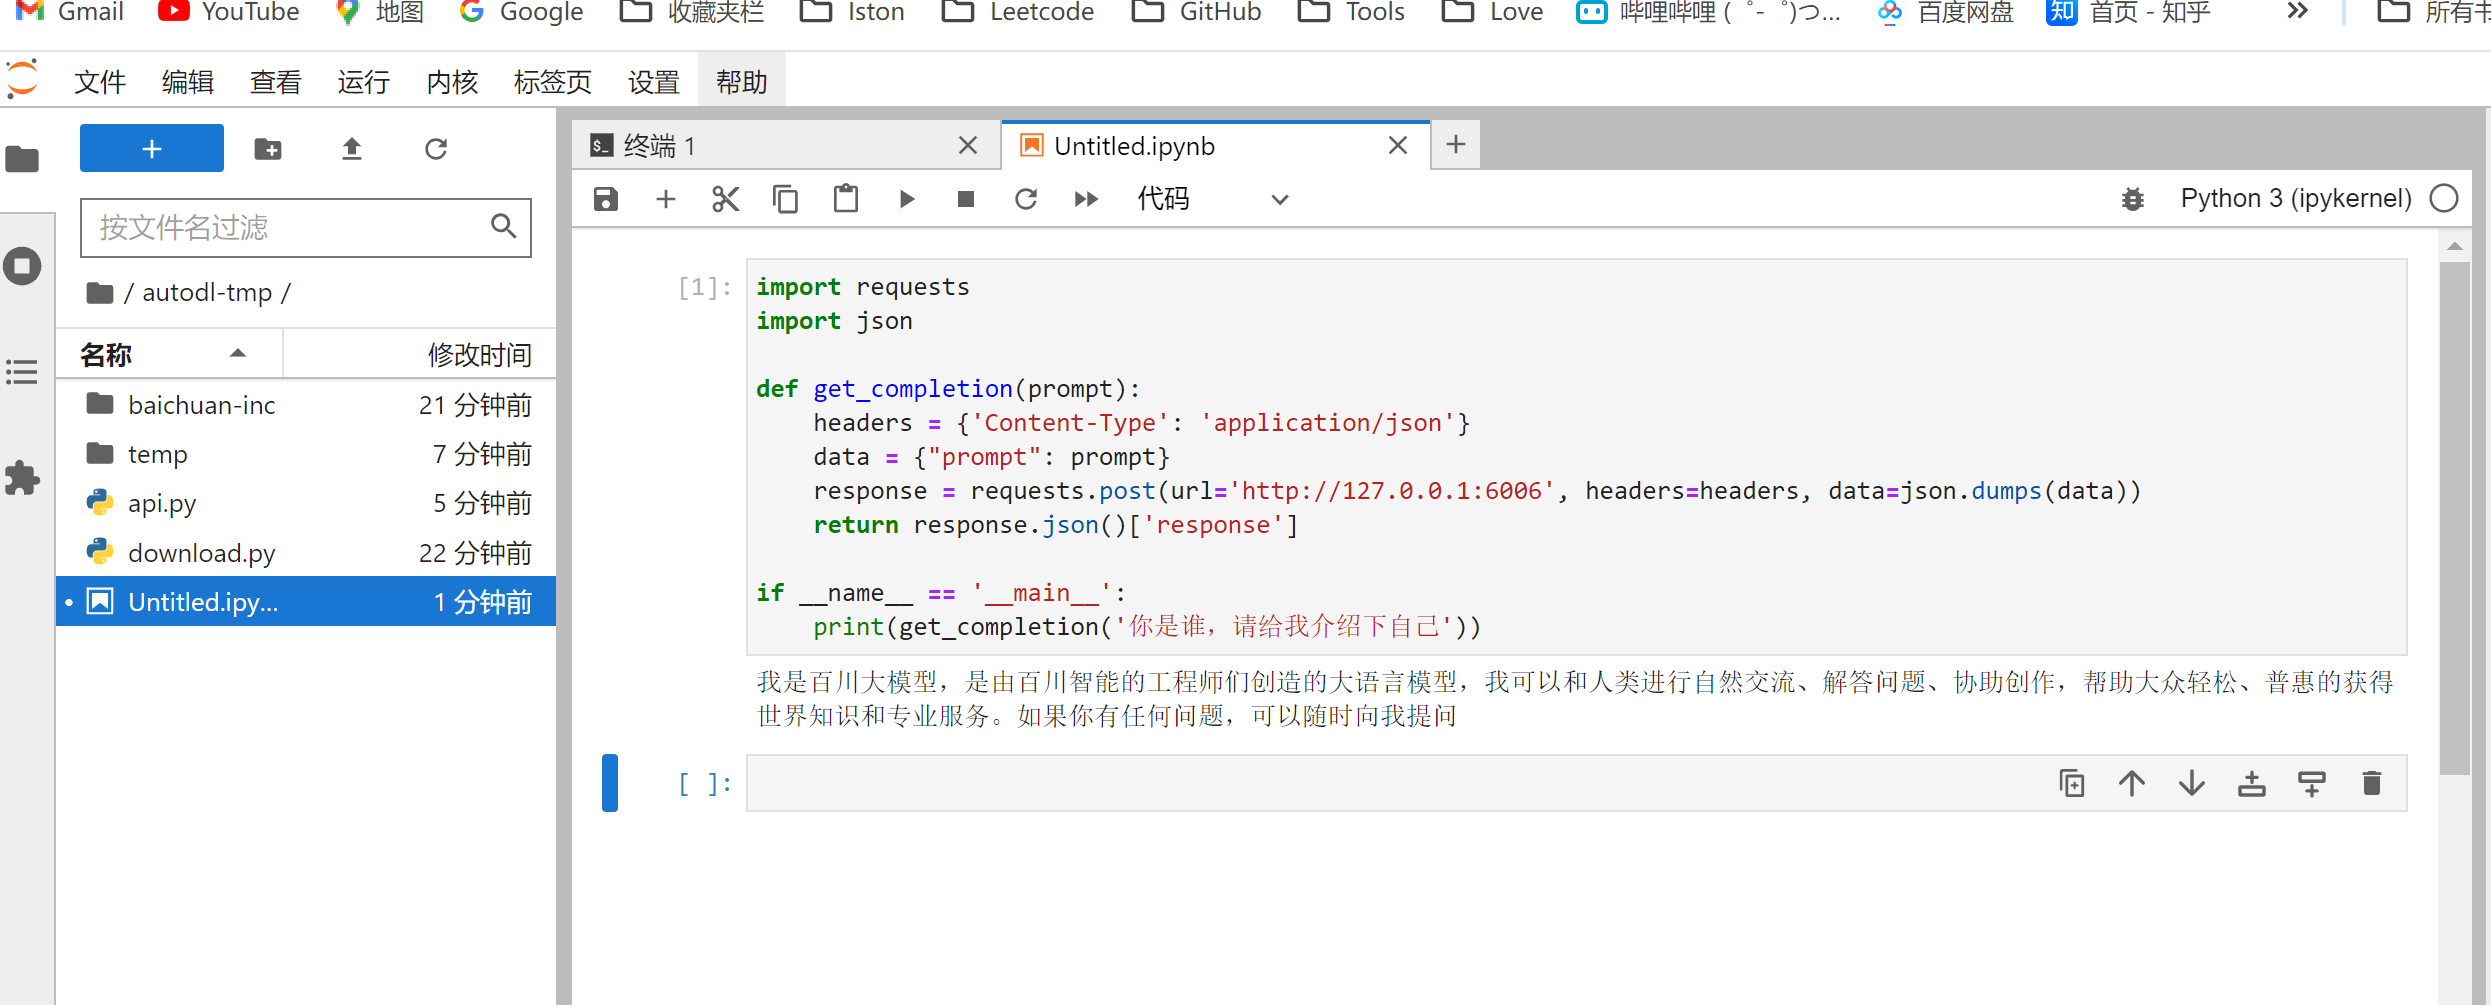 Gmail YouTube 地图 Google 收藏夹栏 Iston Leetcode GitHub Tools Love 哔哩哔哩 (゜-゜)つ... 百度网盘 首页 - 知乎 » 所有书
文件 编辑 查看 运行 内核 标签页 设置 帮助
终端 1 Untitled.ipynb
代码 Python 3 (ipykernel)
按文件名过滤
/ autodl-tmp /
名称 修改时间
baichuan-inc 21 分钟前
temp 7 分钟前
api.py 5 分钟前
download.py 22 分钟前
Untitled.ipy... 1 分钟前
[1]: import requests
import json
def get_completion(prompt):
    headers = {'Content-Type': 'application/json'}
    data = {"prompt": prompt}
    response = requests.post(url='http://127.0.0.1:6006', headers=headers, data=json.dumps(data))
    return response.json()['response']
if __name__ == '__main__':
    print(get_completion('你是谁，请给我介绍下自己'))
我是百川大模型，是由百川智能的工程师们创造的大语言模型，我可以和人类进行自然交流、解答问题、协助创作，帮助大众轻松、普惠的获得
世界知识和专业服务。如果你有任何问题，可以随时向我提问
[ ]: